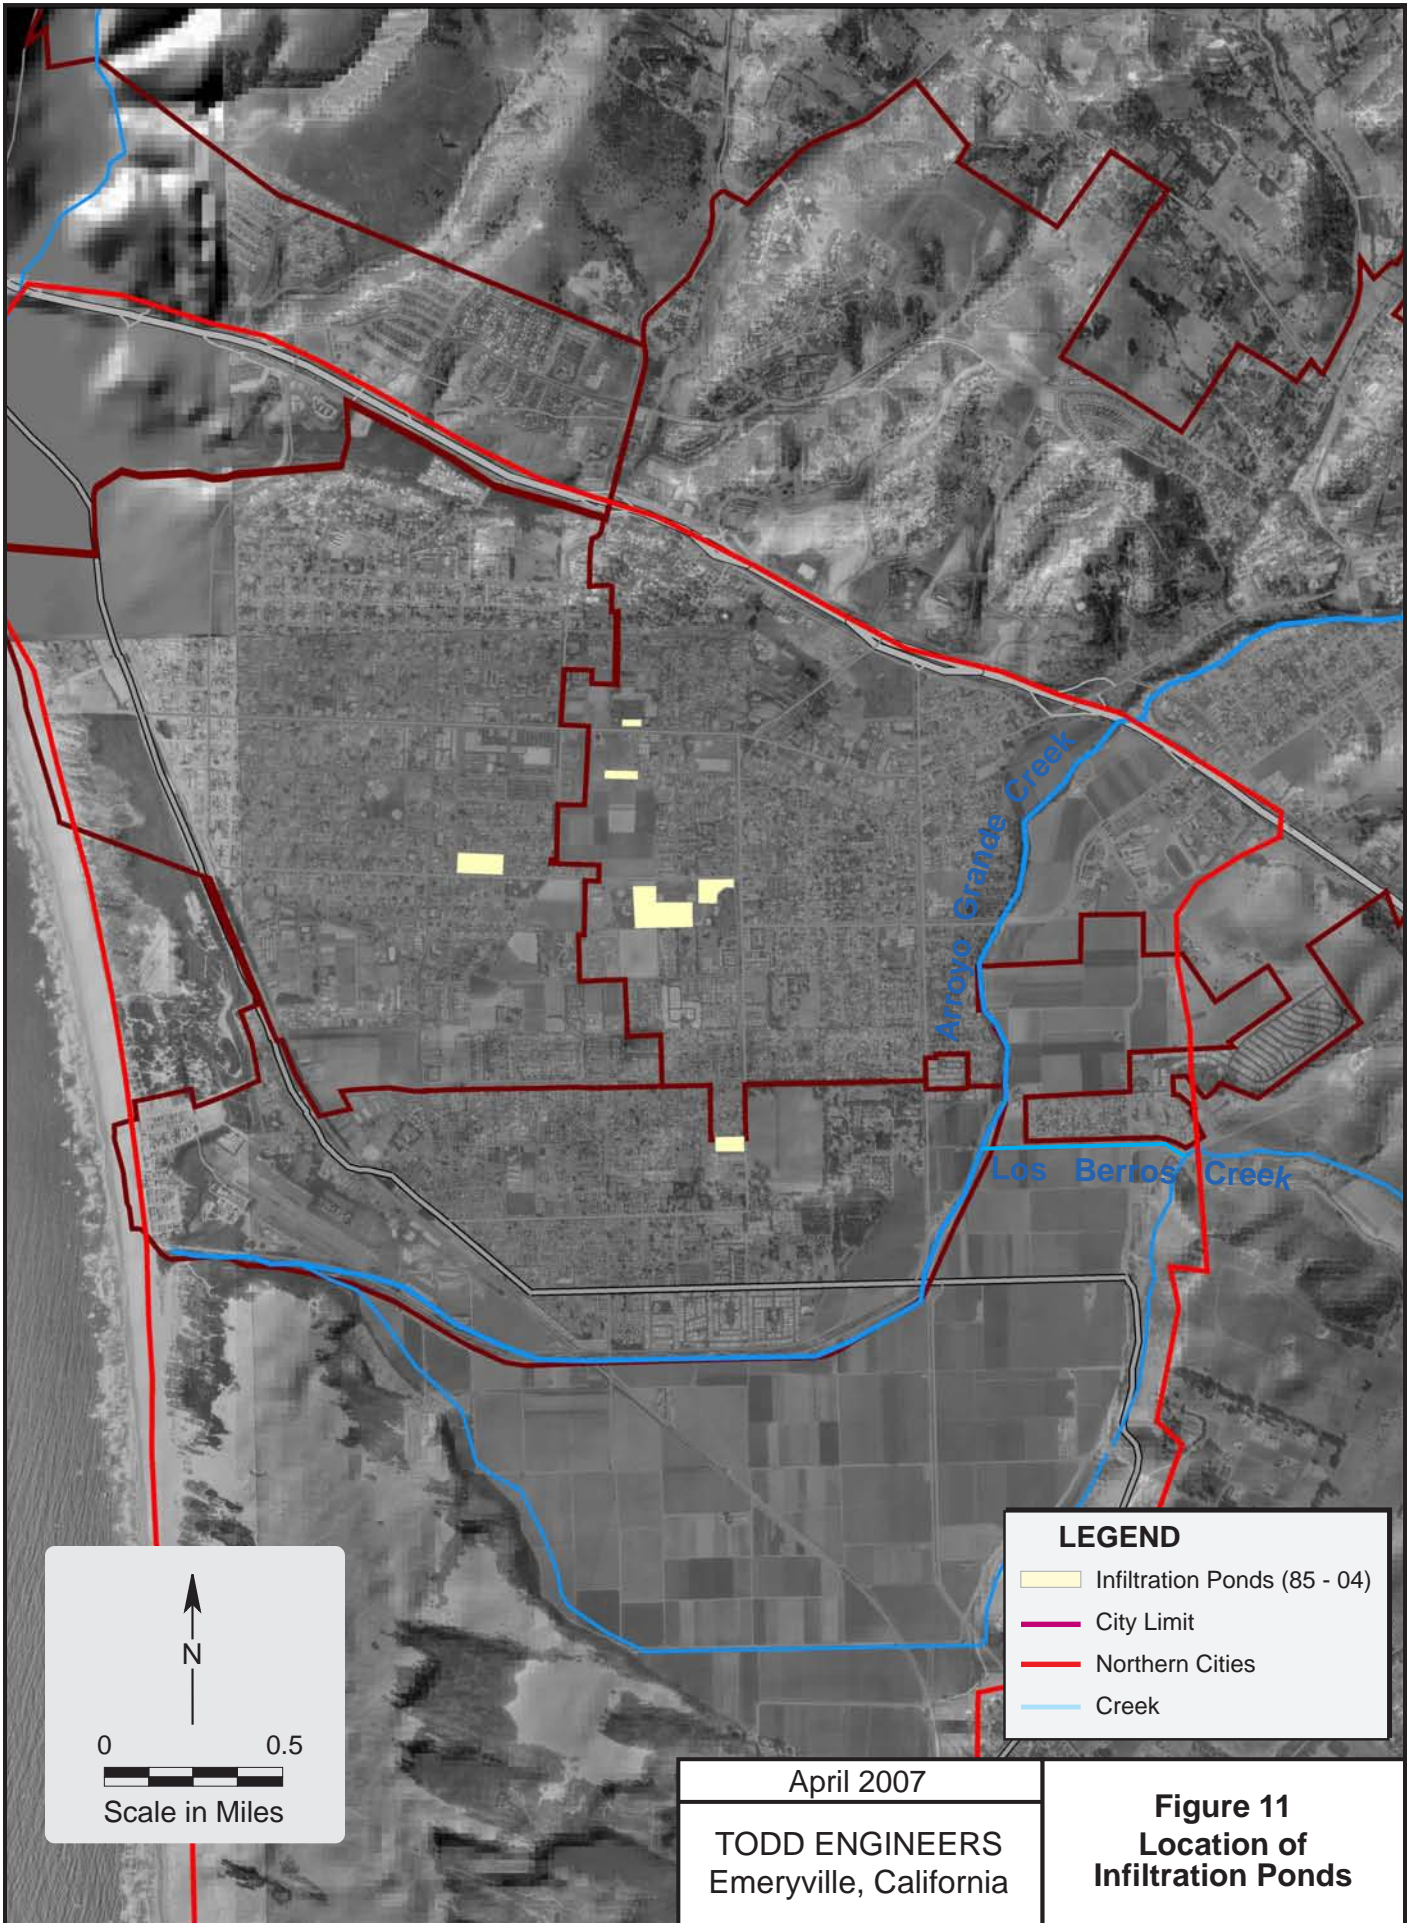 Arroyo Grande Creek
Los Berros Creek
LEGEND
Infiltration Ponds (85 - 04)
City Limit
Northern Cities
Creek
N
0 0.5
Scale in Miles
April 2007
TODD ENGINEERS
Emeryville, California
Figure 11
Location of
Infiltration Ponds